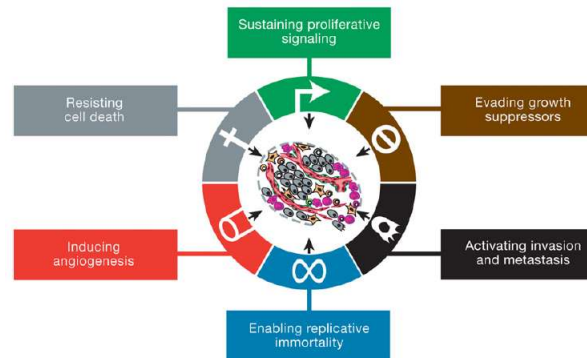 Sustaining proliferative
signaling
Resisting
cell death
Evading growth
suppressors
Inducing
angiogenesis
Activating invasion
and metastasis
Enabling replicative
immortality